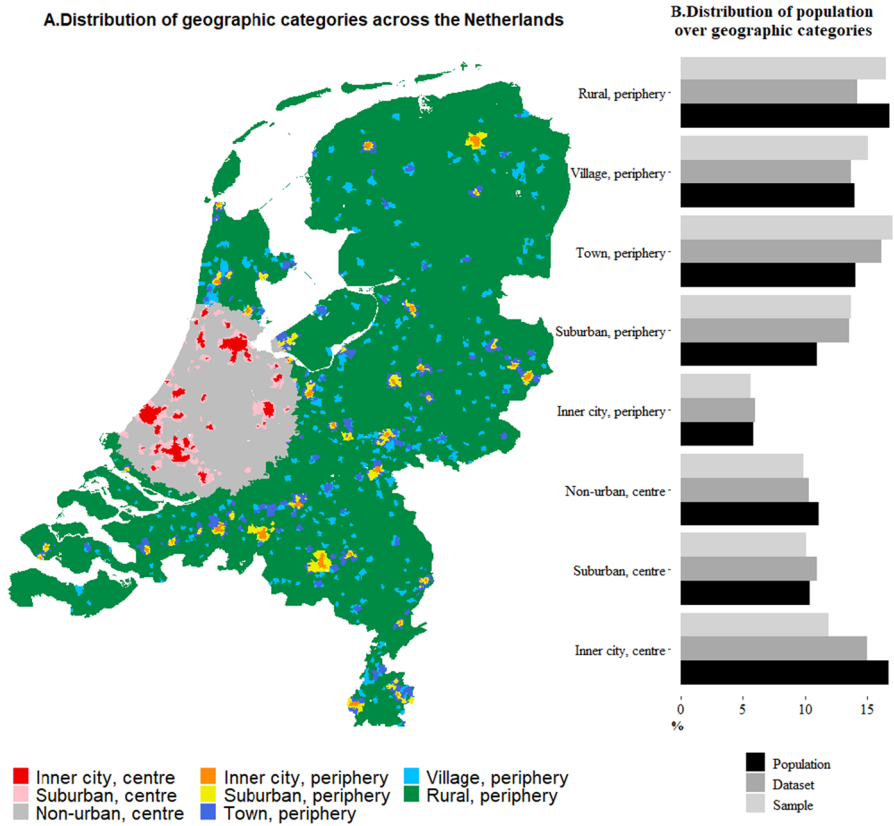 A.Distribution of geographic categories across the Netherlands
B.Distribution of population
over geographic categories
Rural, periphery
Village, periphery
Town, periphery
Suburban, periphery
Inner city, periphery
Non-urban, centre
Suburban, centre
Inner city, centre
0 5 10 15
%
Population
Dataset
Sample
Inner city, centre
Suburban, centre
Non-urban, centre
Inner city, periphery
Suburban, periphery
Town, periphery
Village, periphery
Rural, periphery